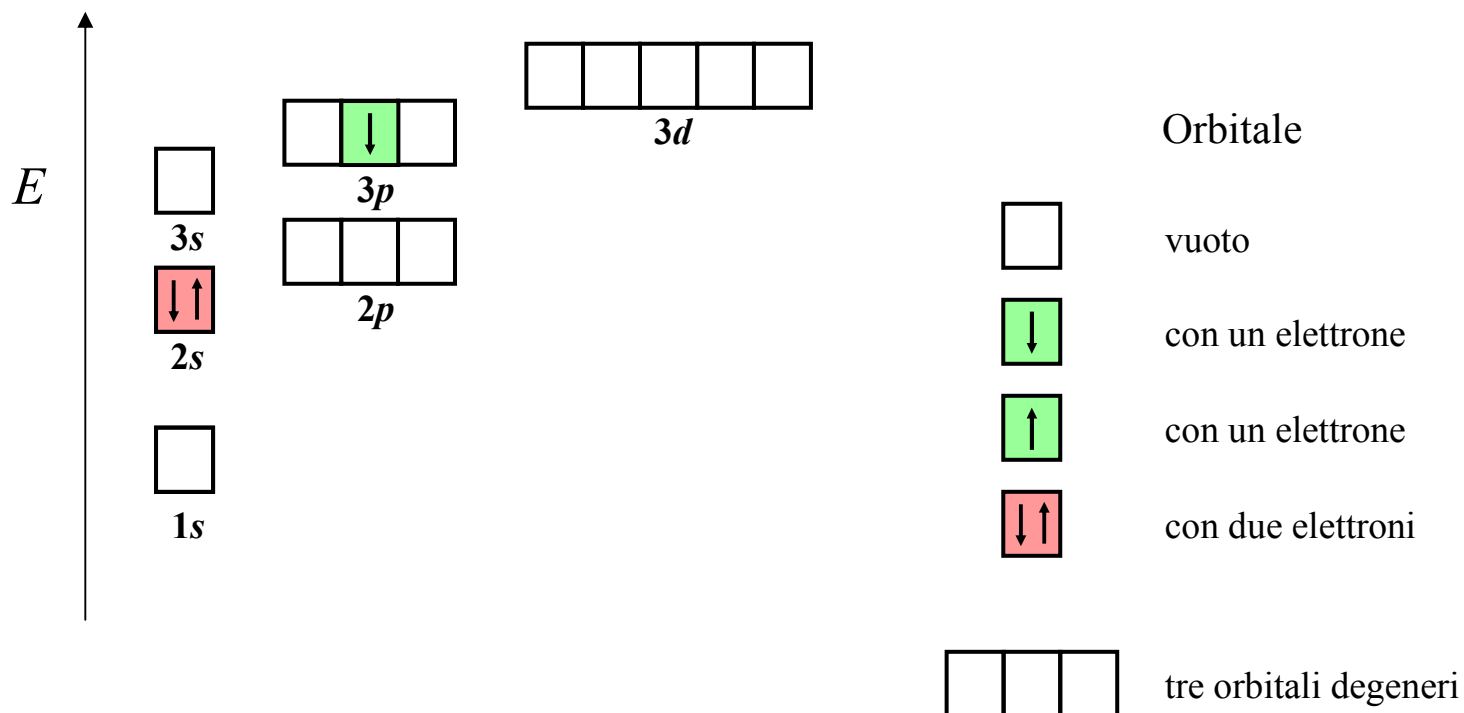 E
1s
2s
3s
2p
3p
3d
Orbitale
vuoto
con un elettrone
con un elettrone
con due elettroni
tre orbitali degeneri